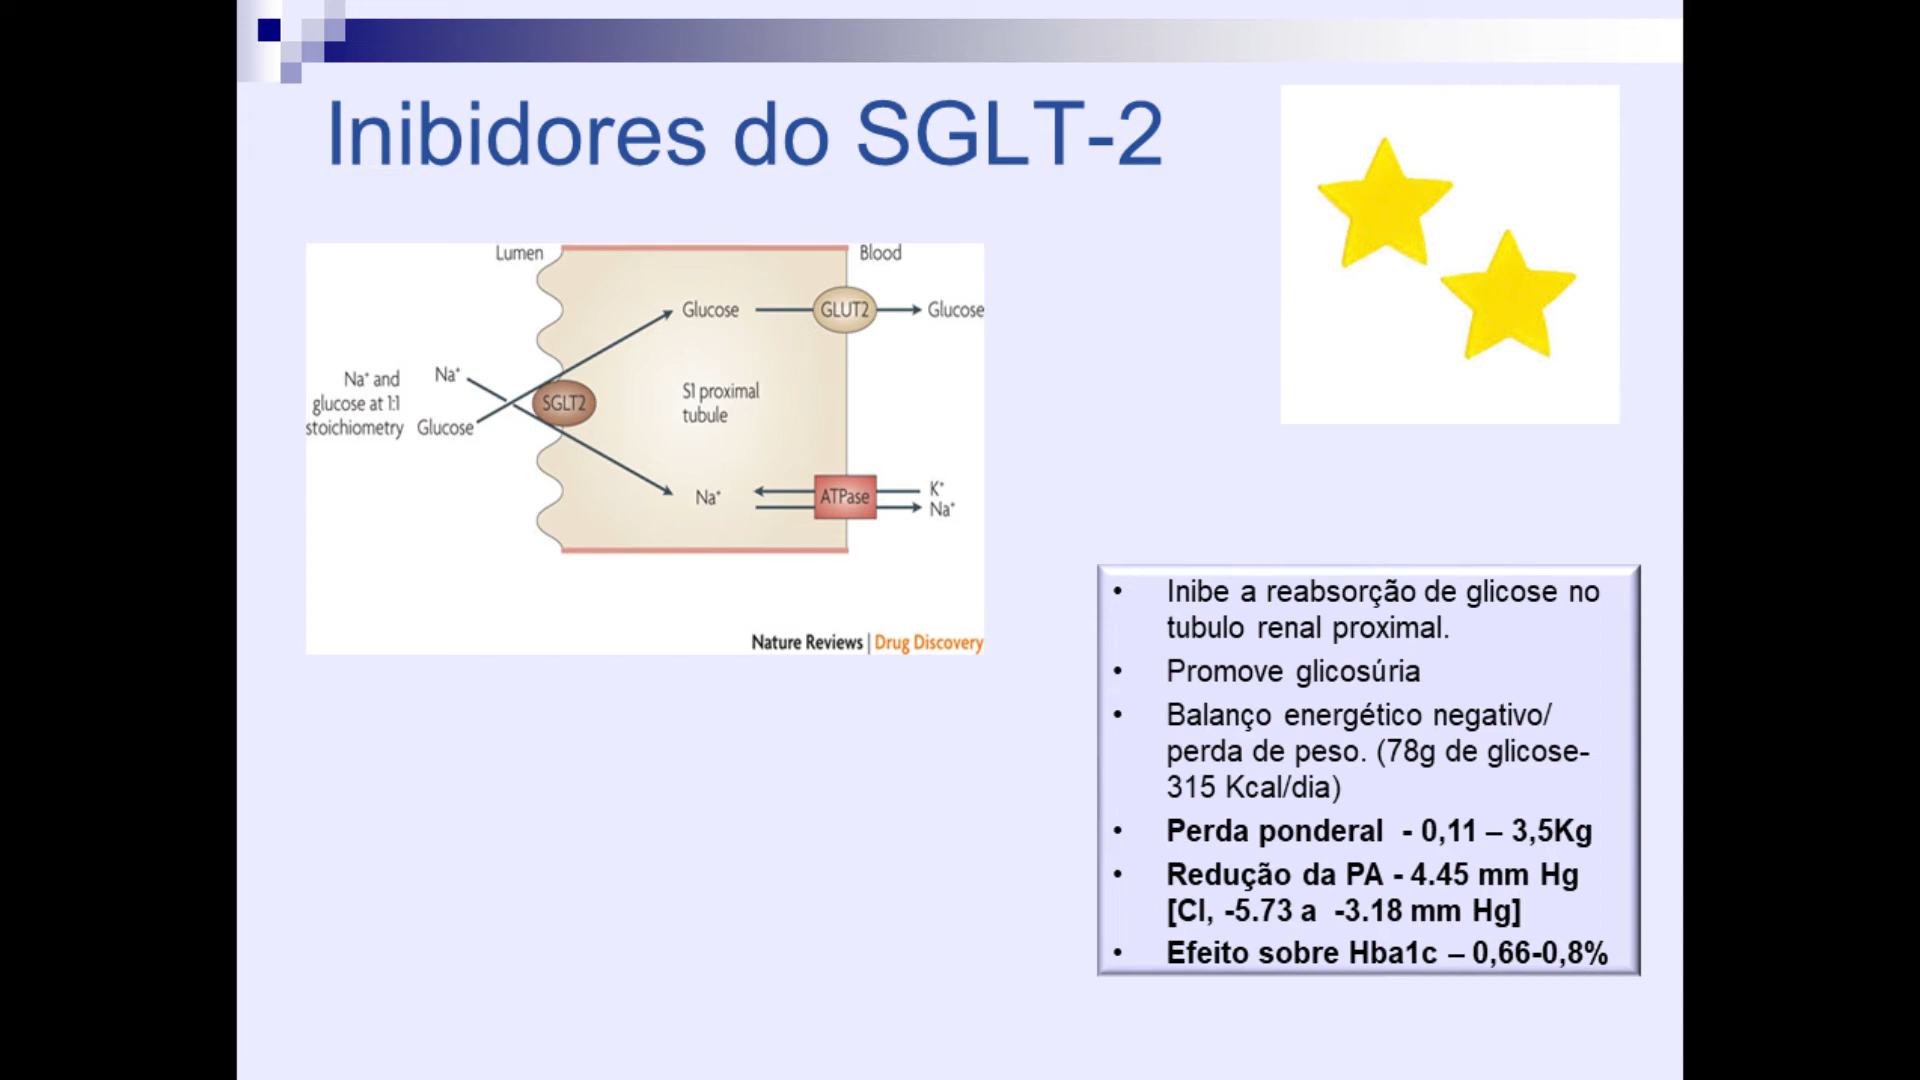 Inibidores do SGLT-2
Lumen
Blood
Glucose
GLUT2
Glucose
Na⁺ and
glucose at 1:1
stoichiometry
Na⁺
Glucose
SGLT2
S1 proximal
tubule
Na⁺
ATPase
K⁺
Na⁺
Nature Reviews | Drug Discovery
• Inibe a reabsorção de glicose no
tubulo renal proximal.
• Promove glicosúria
• Balanço energético negativo/
perda de peso. (78g de glicose-
315 Kcal/dia)
• Perda ponderal - 0,11 – 3,5Kg
• Redução da PA - 4.45 mm Hg
[CI, -5.73 a -3.18 mm Hg]
• Efeito sobre Hba1c – 0,66-0,8%